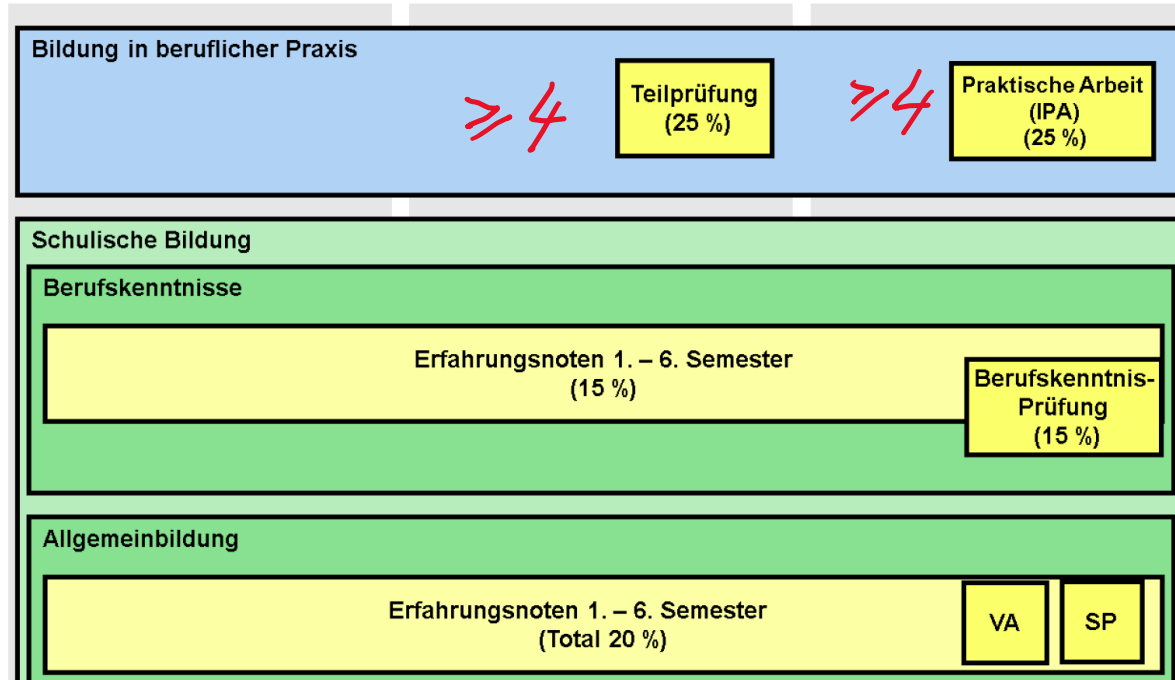 Bildung in beruflicher Praxis
≥ 4
Teilprüfung
(25 %)
≥ 4
Praktische Arbeit
(IPA)
(25 %)
Schulische Bildung
Berufskenntnisse
Erfahrungsnoten 1. – 6. Semester
(15 %)
Berufskenntnis-
Prüfung
(15 %)
Allgemeinbildung
Erfahrungsnoten 1. – 6. Semester
(Total 20 %)
VA
SP